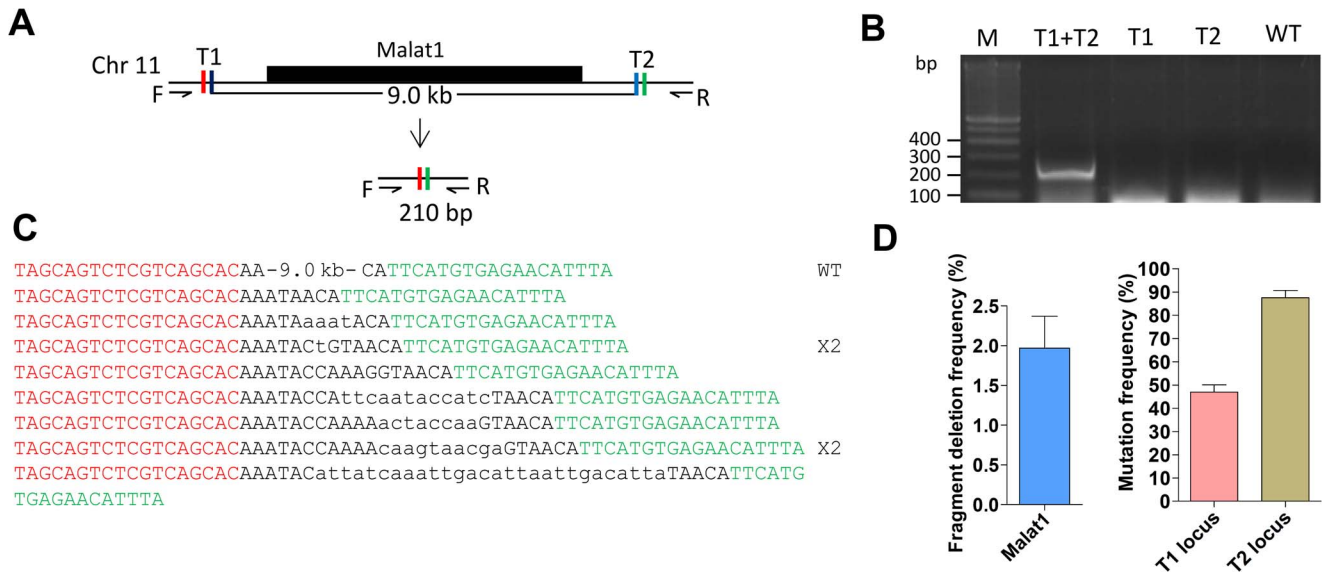 A
Malat1
Chr 11
T1
T2
F
9.0 kb
R
F
R
210 bp
B
M
T1+T2
T1
T2
WT
bp
400
300
200
100
C
TAGCAGTCTCGTCAGCACAA-9.0 kb-CATTCATGTGAGAACATTTA WT
TAGCAGTCTCGTCAGCACAAATAACATTCATGTGAGAACATTTA
TAGCAGTCTCGTCAGCACAAATAaaatACATTCATGTGAGAACATTTA
TAGCAGTCTCGTCAGCACAAATACtGTAACATTCATGTGAGAACATTTA X2
TAGCAGTCTCGTCAGCACAAATACCAAAGGTAACATTCATGTGAGAACATTTA
TAGCAGTCTCGTCAGCACAAATACCAttcaataccatcTAACATTCATGTGAGAACATTTA
TAGCAGTCTCGTCAGCACAAATACCAAAAactaccaaGTAACATTCATGTGAGAACATTTA
TAGCAGTCTCGTCAGCACAAATACCAAAAcaagtaacgaGTAACATTCATGTGAGAACATTTA X2
TAGCAGTCTCGTCAGCACAAATACattatcaaattgacattaattgacattaTAACATTCATG
TGAGAACATTTA
D
Fragment deletion frequency (%)
2.5
2.0
1.5
1.0
0.5
0.0
Malat1
Mutation frequency (%)
100
90
80
70
60
50
40
30
20
10
0
T1 locus
T2 locus